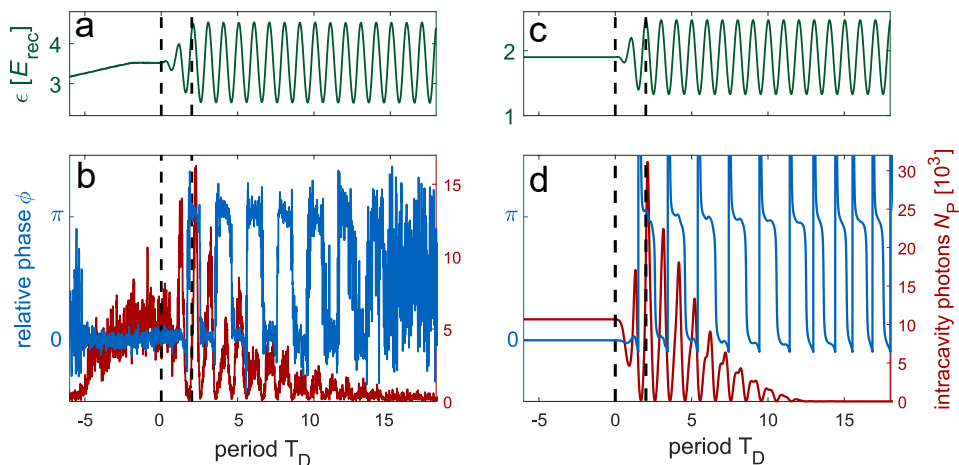 a
c
ϵ [E_rec]
4
3
2
1
b
d
relative phase ϕ
π
0
15
10
5
0
π
0
30
25
20
15
10
5
0
intracavity photons N_P [10^3]
-5 0 5 10 15
-5 0 5 10 15
period T_D
period T_D